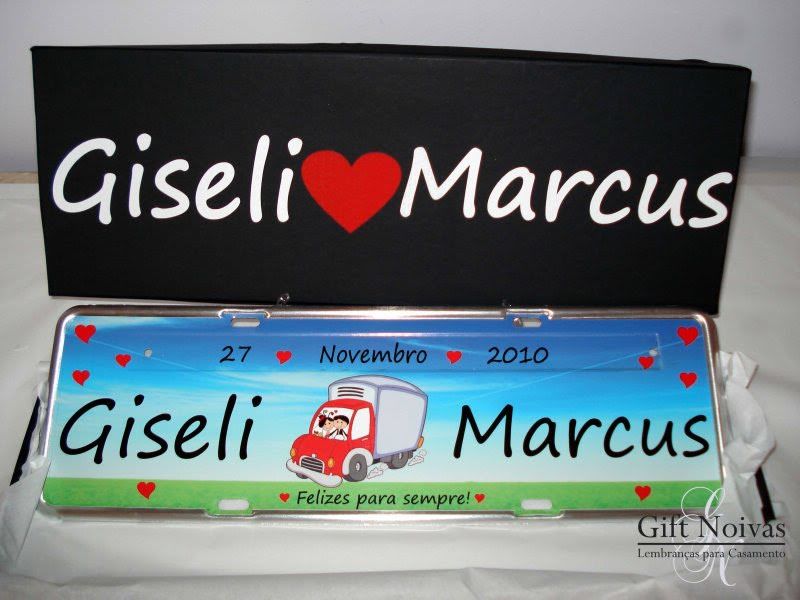 Giseli Marcus
27 Novembro 2010
Giseli Marcus
Felizes para sempre!
Gift Noivas
Lembranças para Casamento